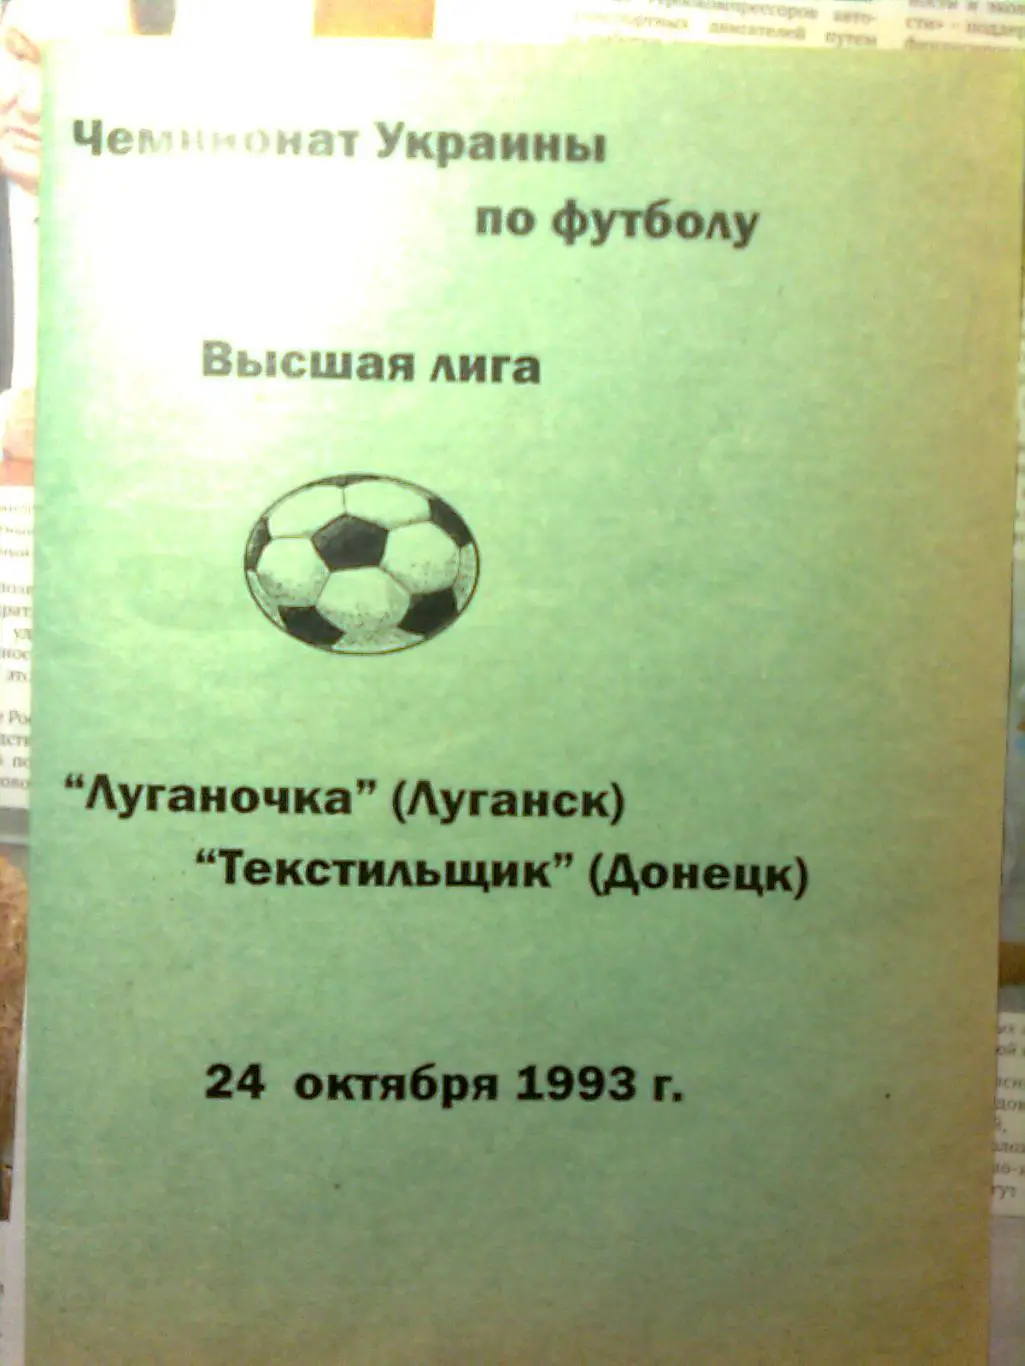 Чемпионат Украины
по футболу
Высшая лига
“Луганочка” (Луганск)
“Текстильщик” (Донецк)
24 октября 1993 г.